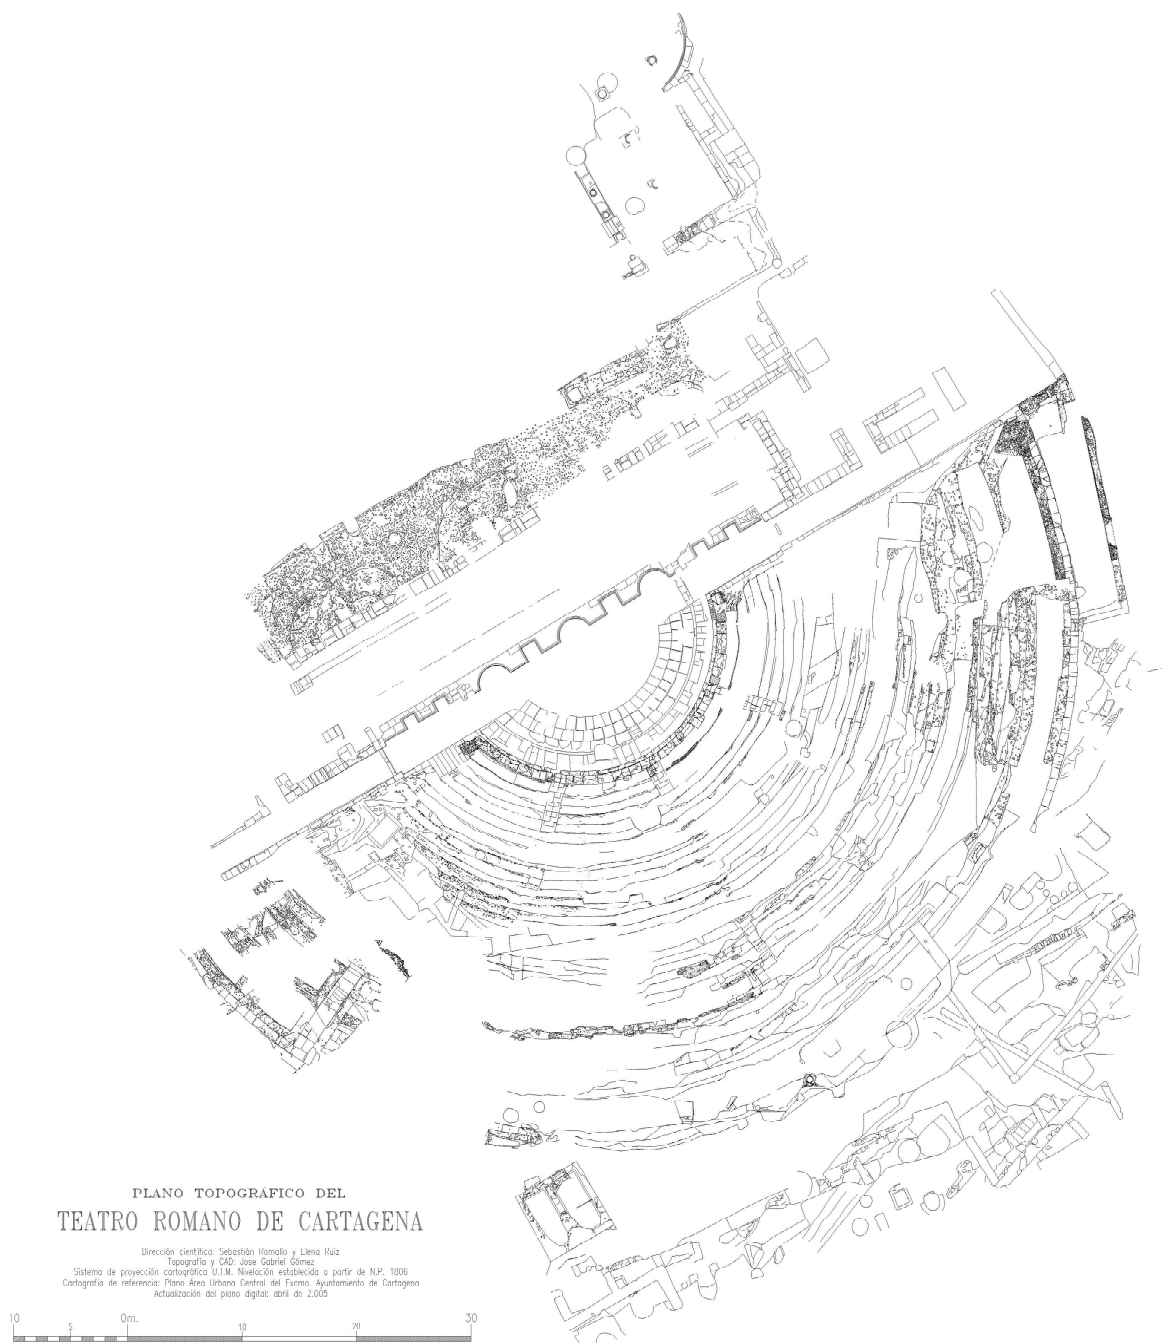 PLANO TOPOGRÁFICO DEL
TEATRO ROMANO DE CARTAGENA
Dirección científica: Sebastián Ramallo y Elena Ruiz
Topografía y CAD: Jose Gabriel Gómez
Sistema de proyección cartográfica U.T.M. Nivelación establecida a partir de N.P. 1806
Cartografía de referencia: Plano Área Urbana Central del Excmo. Ayuntamiento de Cartagena
Actualización del plano digital: abril de 2.005
10 5 0m. 10 20 30